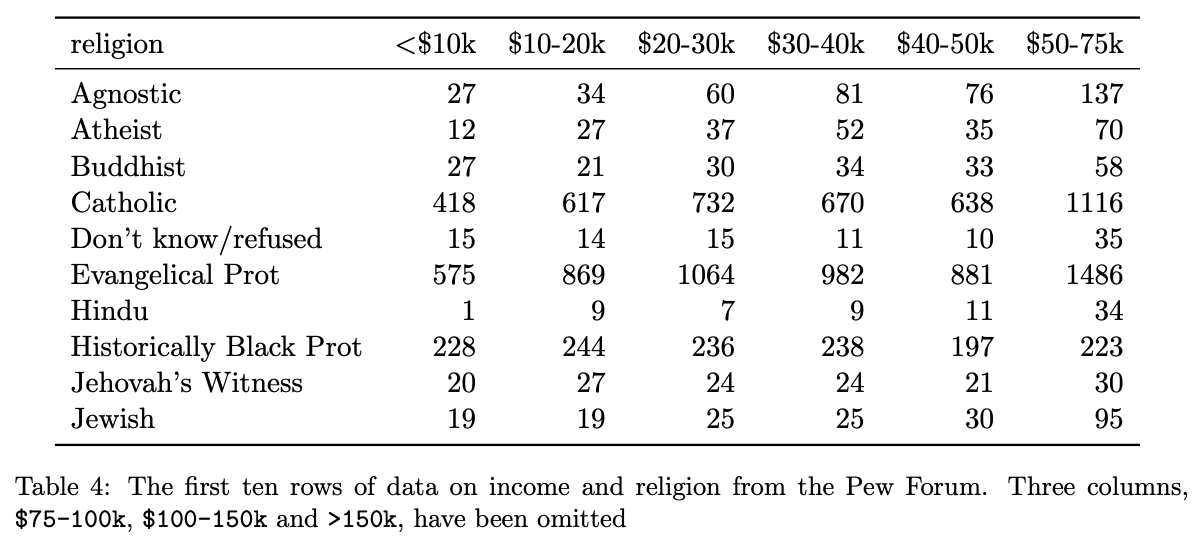 religion <$10k $10-20k $20-30k $30-40k $40-50k $50-75k
Agnostic 27 34 60 81 76 137
Atheist 12 27 37 52 35 70
Buddhist 27 21 30 34 33 58
Catholic 418 617 732 670 638 1116
Don’t know/refused 15 14 15 11 10 35
Evangelical Prot 575 869 1064 982 881 1486
Hindu 1 9 7 9 11 34
Historically Black Prot 228 244 236 238 197 223
Jehovah’s Witness 20 27 24 24 21 30
Jewish 19 19 25 25 30 95
Table 4: The first ten rows of data on income and religion from the Pew Forum. Three columns,
$75-100k, $100-150k and >150k, have been omitted